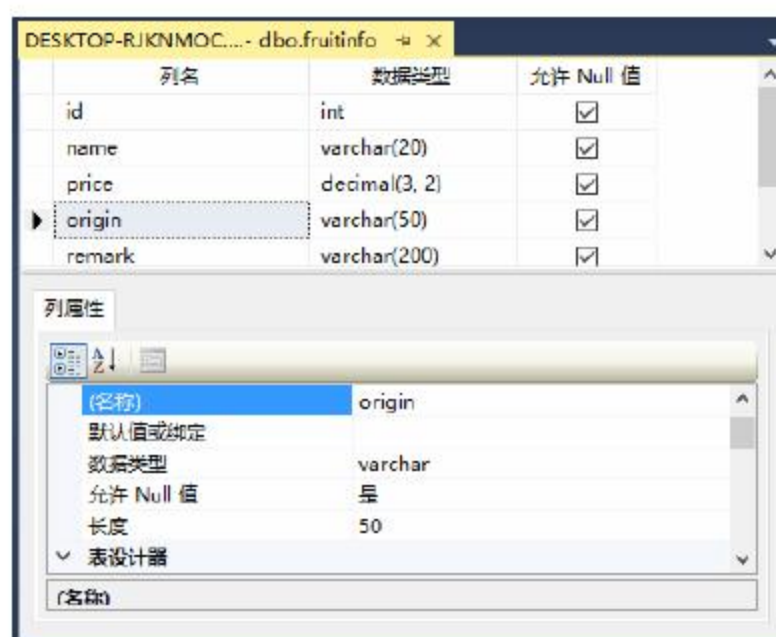 DESKTOP-RJKNMOC....- dbo.fruitinfo
列名 数据类型 允许 Null 值
id int
name varchar(20)
price decimal(3, 2)
origin varchar(50)
remark varchar(200)
列属性
(名称) origin
默认值或绑定
数据类型 varchar
允许 Null 值 是
长度 50
表设计器
(名称)